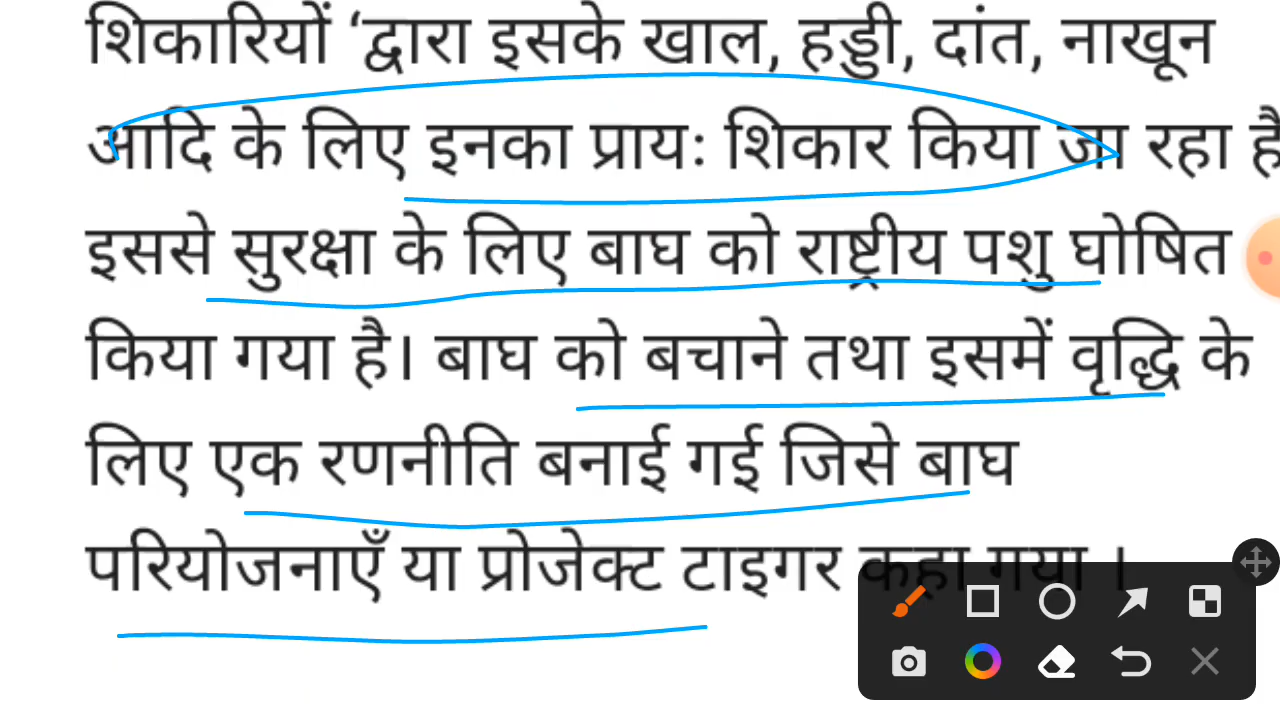 शिकारियों ‘द्वारा इसके खाल, हड्डी, दांत, नाखून
आदि के लिए इनका प्रायः शिकार किया जा रहा है
इससे सुरक्षा के लिए बाघ को राष्ट्रीय पशु घोषित
किया गया है। बाघ को बचाने तथा इसमें वृद्धि के
लिए एक रणनीति बनाई गई जिसे बाघ
परियोजनाएँ या प्रोजेक्ट टाइगर कहा गया ।